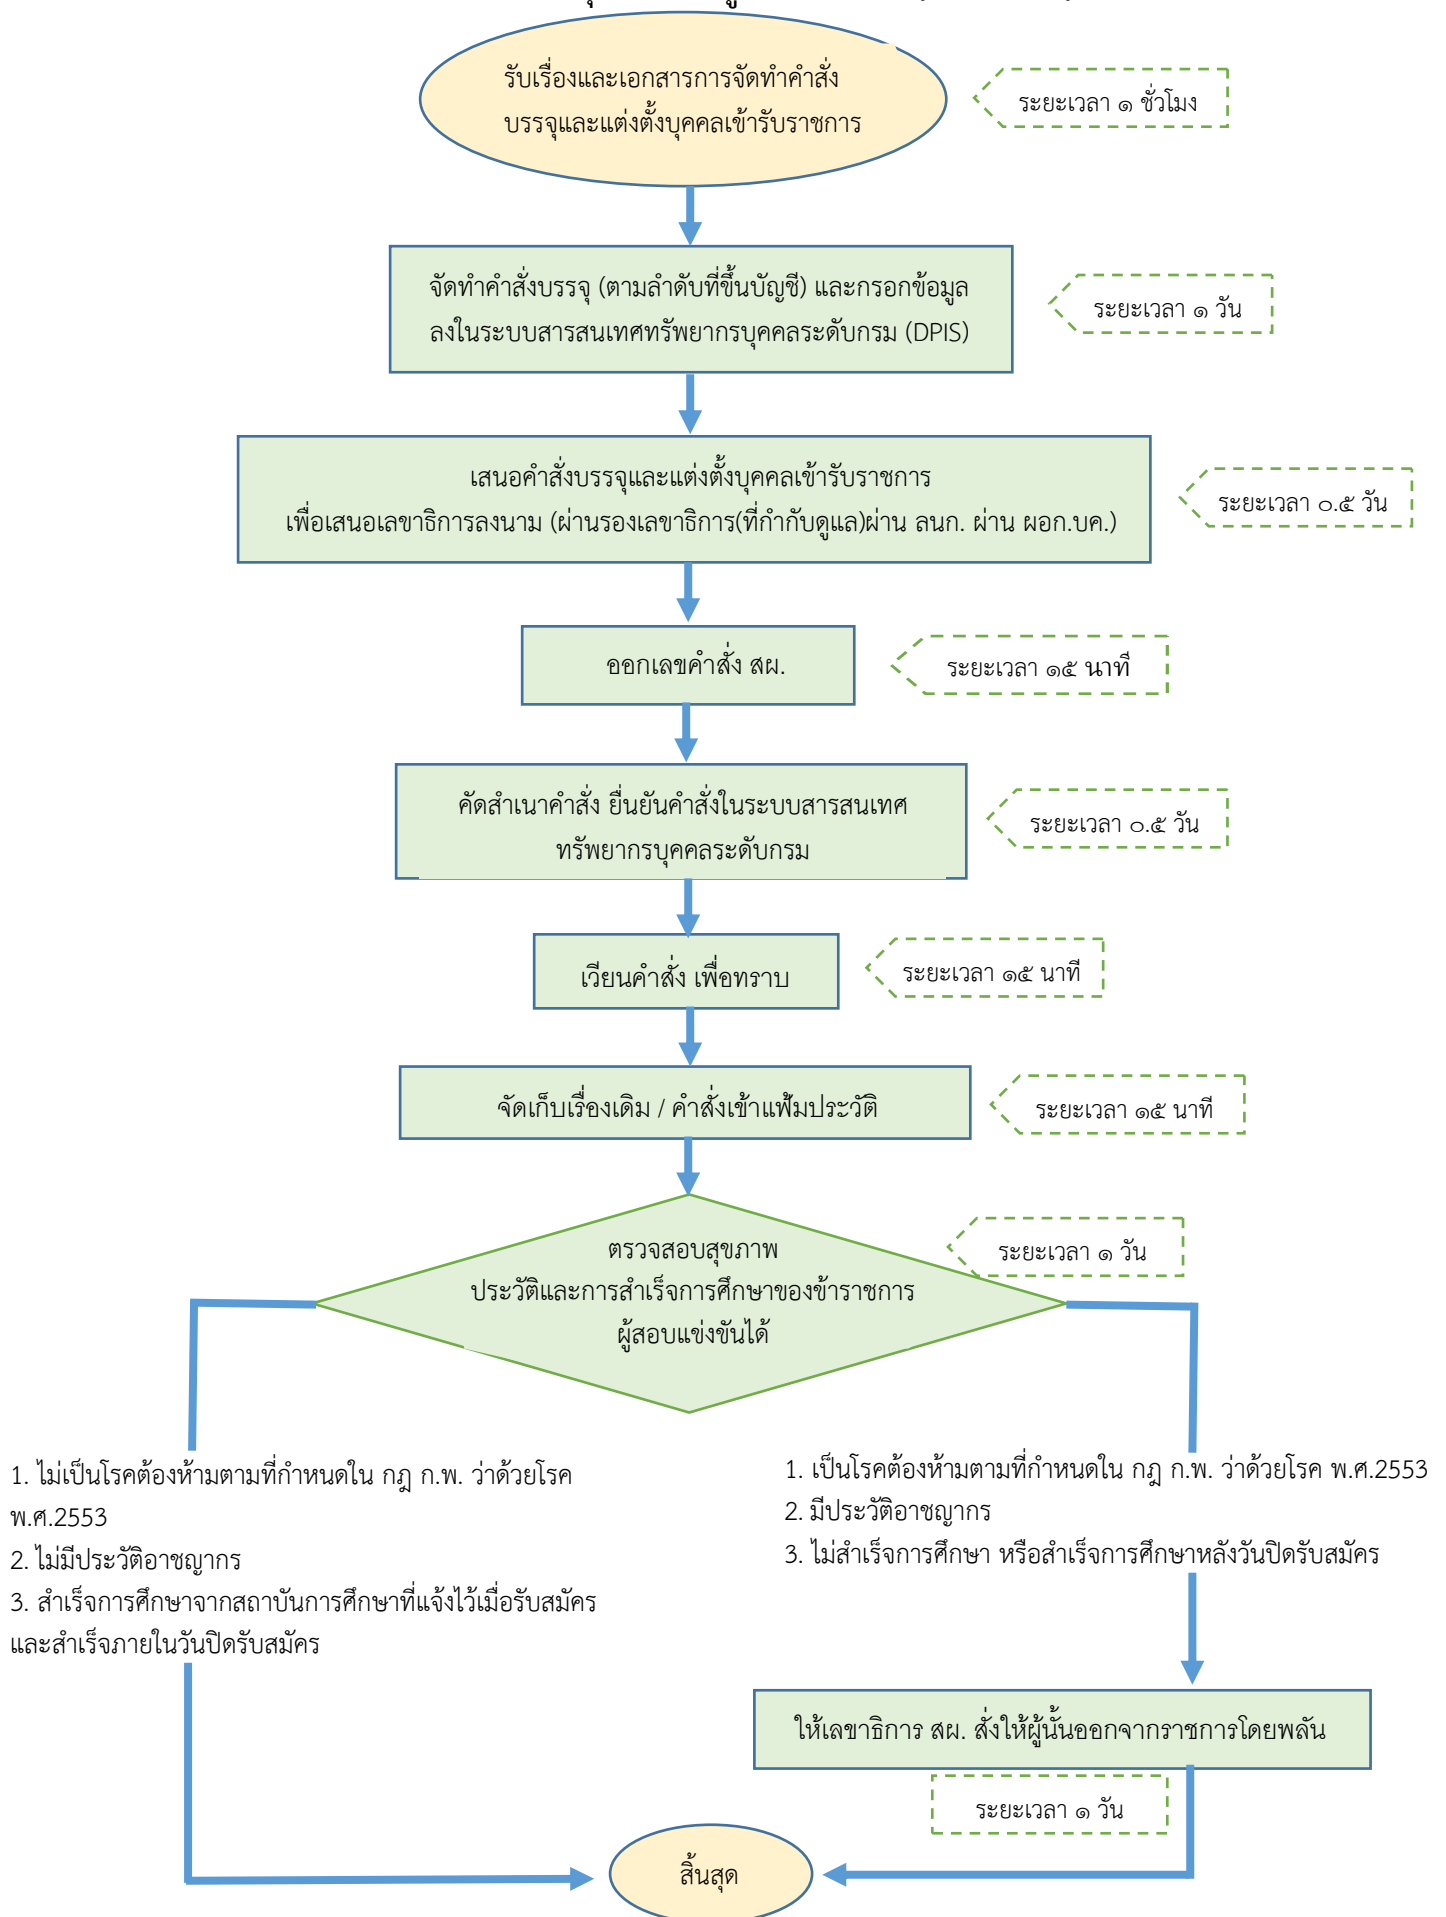 รับเรื่องและเอกสารการจัดทำคำสั่ง
บรรจุและแต่งตั้งบุคคลเข้ารับราชการ
ระยะเวลา ๑ ชั่วโมง
จัดทำคำสั่งบรรจุ (ตามลำดับที่ขึ้นบัญชี) และกรอกข้อมูล
ลงในระบบสารสนเทศทรัพยากรบุคคลระดับกรม (DPIS)
ระยะเวลา ๑ วัน
เสนอคำสั่งบรรจุและแต่งตั้งบุคคลเข้ารับราชการ
เพื่อเสนอเลขาธิการลงนาม (ผ่านรองเลขาธิการ(ที่กำกับดูแล)ผ่าน ลนก. ผ่าน ผอก.บค.)
ระยะเวลา ๐.๕ วัน
ออกเลขคำสั่ง สผ.
ระยะเวลา ๑๕ นาที
คัดสำเนาคำสั่ง ยื่นยันคำสั่งในระบบสารสนเทศ
ทรัพยากรบุคคลระดับกรม
ระยะเวลา ๐.๕ วัน
เวียนคำสั่ง เพื่อทราบ
ระยะเวลา ๑๕ นาที
จัดเก็บเรื่องเดิม / คำสั่งเข้าแฟ้มประวัติ
ระยะเวลา ๑๕ นาที
ตรวจสอบสุขภาพ
ประวัติและการสำเร็จการศึกษาของข้าราชการ
ผู้สอบแข่งขันได้
ระยะเวลา ๑ วัน
1. ไม่เป็นโรคต้องห้ามตามที่กำหนดใน กฎ ก.พ. ว่าด้วยโรค
พ.ศ.2553
2. ไม่มีประวัติอาชญากร
3. สำเร็จการศึกษาจากสถาบันการศึกษาที่แจ้งไว้เมื่อรับสมัคร
และสำเร็จภายในวันปิดรับสมัคร
1. เป็นโรคต้องห้ามตามที่กำหนดใน กฎ ก.พ. ว่าด้วยโรค พ.ศ.2553
2. มีประวัติอาชญากร
3. ไม่สำเร็จการศึกษา หรือสำเร็จการศึกษาหลังวันปิดรับสมัคร
ให้เลขาธิการ สผ. สั่งให้ผู้นั้นออกจากราชการโดยพลัน
ระยะเวลา ๑ วัน
สิ้นสุด